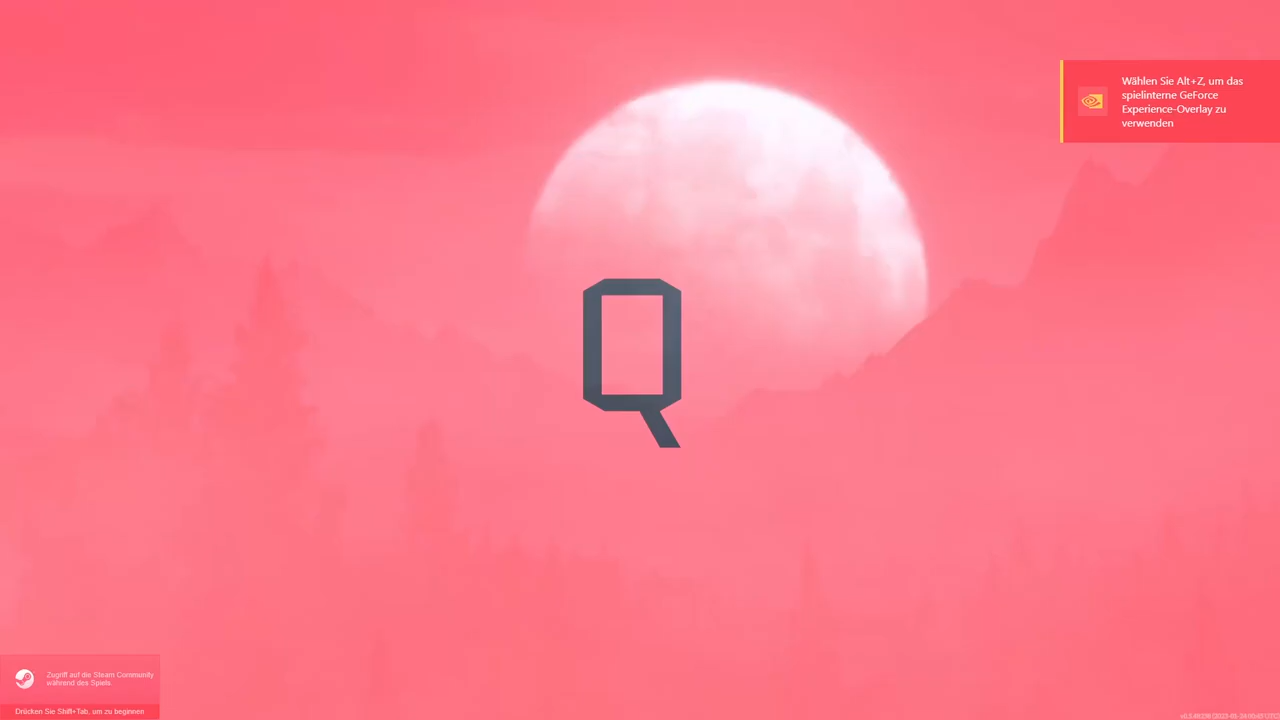 Wählen Sie Alt+Z, um das
spielinterne GeForce
Experience-Overlay zu
verwenden
Q
Zugriff auf die Steam Community
während des Spiels.
Drücken Sie Shift+Tab, um zu beginnen